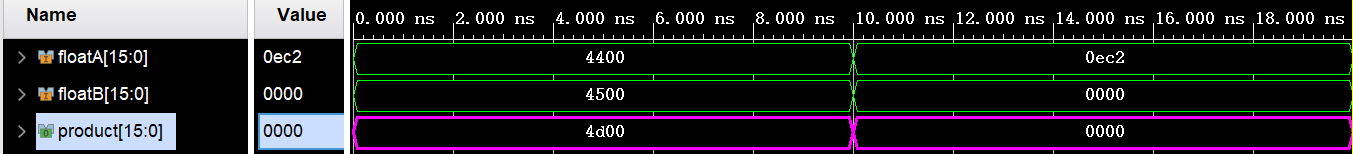 Name Value 0.000 ns 2.000 ns 4.000 ns 6.000 ns 8.000 ns 10.000 ns 12.000 ns 14.000 ns 16.000 ns 18.000 ns
floatA[15:0] 0ec2 4400 0ec2
floatB[15:0] 0000 4500 0000
product[15:0] 0000 4d00 0000